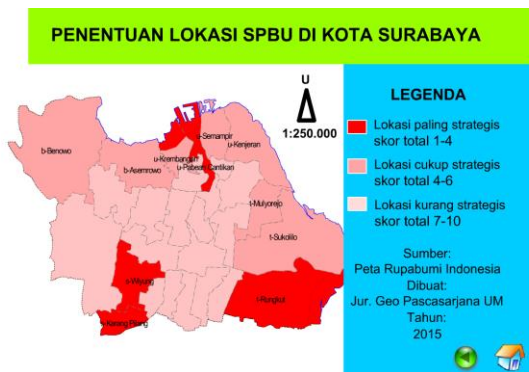 PENENTUAN LOKASI SPBU DI KOTA SURABAYA
U
1:250.000
b-Benowo
b-Asemrowo
u-Krembangan
u-Semampir
u-Kenjeran
u-Pabean Cantikan
t-Mulyorejo
t-Sukolilo
t-Rungkut
s-Wiyung
s-Karang Pilang
LEGENDA
Lokasi paling strategis
skor total 1-4
Lokasi cukup strategis
skor total 4-6
Lokasi kurang strategis
skor total 7-10
Sumber:
Peta Rupabumi Indonesia
Dibuat:
Jur. Geo Pascasarjana UM
Tahun:
2015